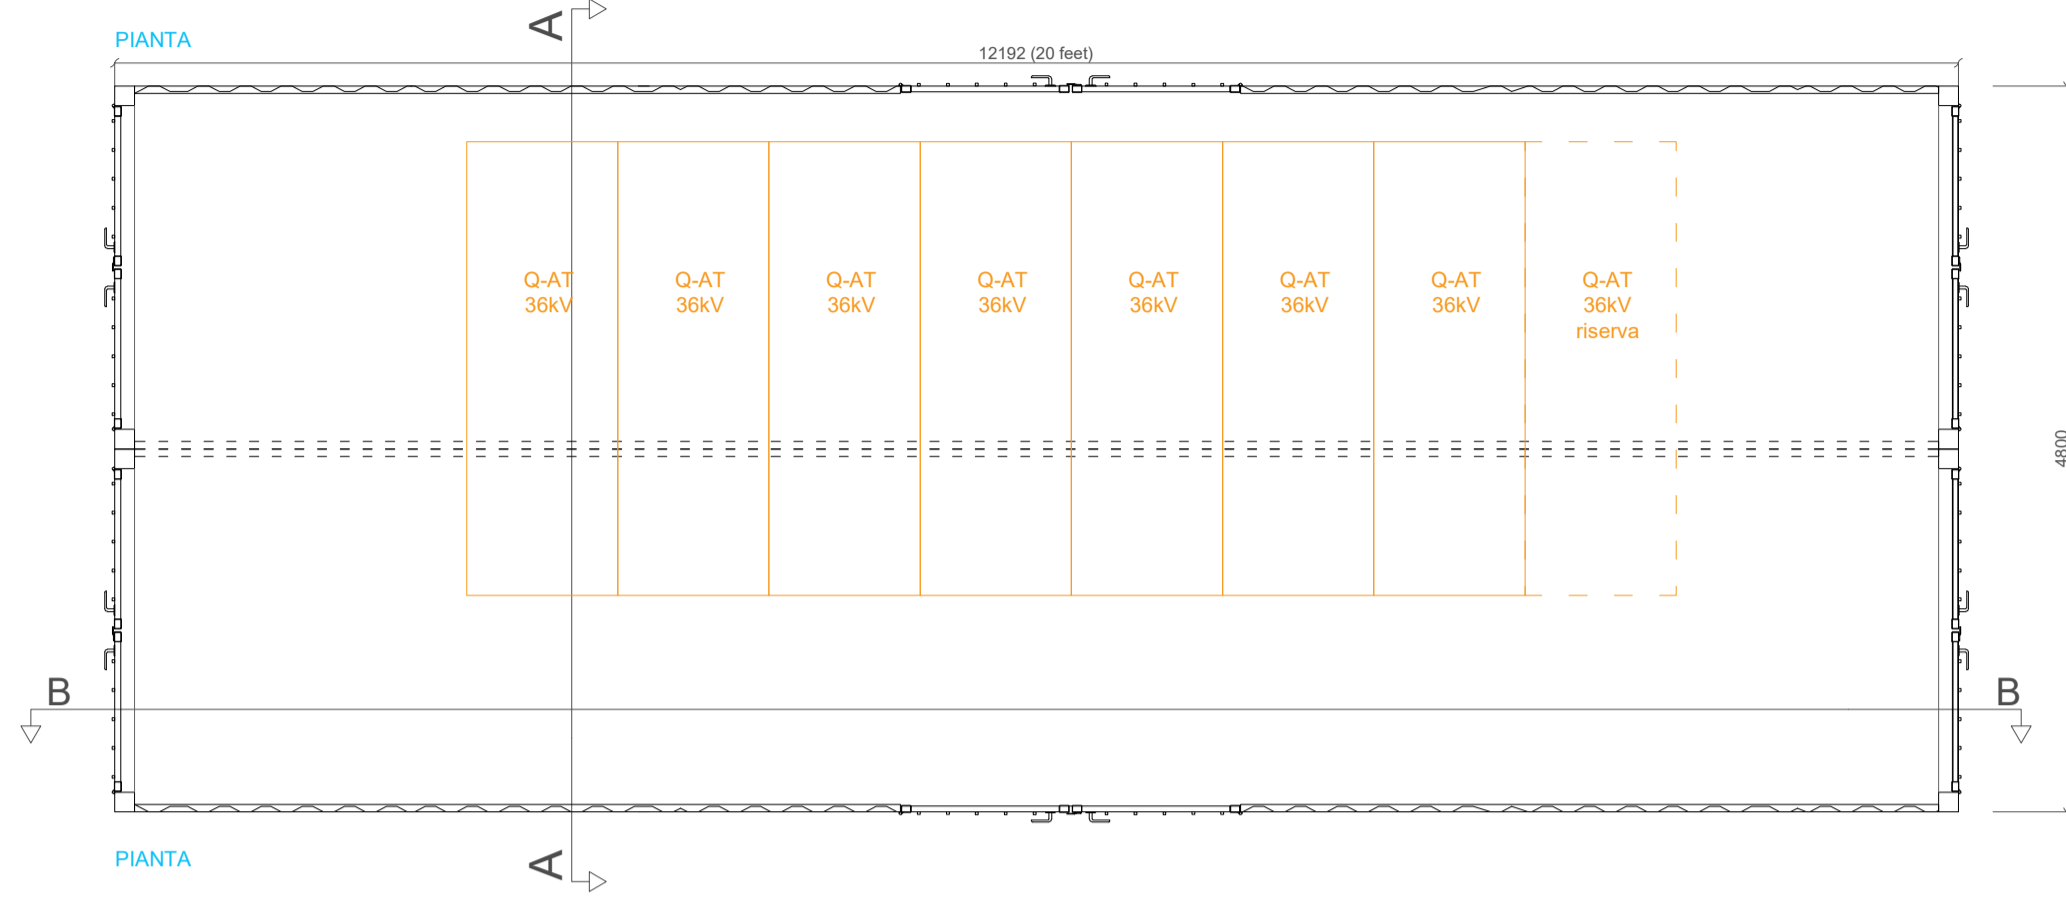 A
PIANTA
12192 (20 feet)
Q-AT
36kV
Q-AT
36kV
Q-AT
36kV
Q-AT
36kV
Q-AT
36kV
Q-AT
36kV
Q-AT
36kV
Q-AT
36kV
riserva
4800
B
B
PIANTA
A